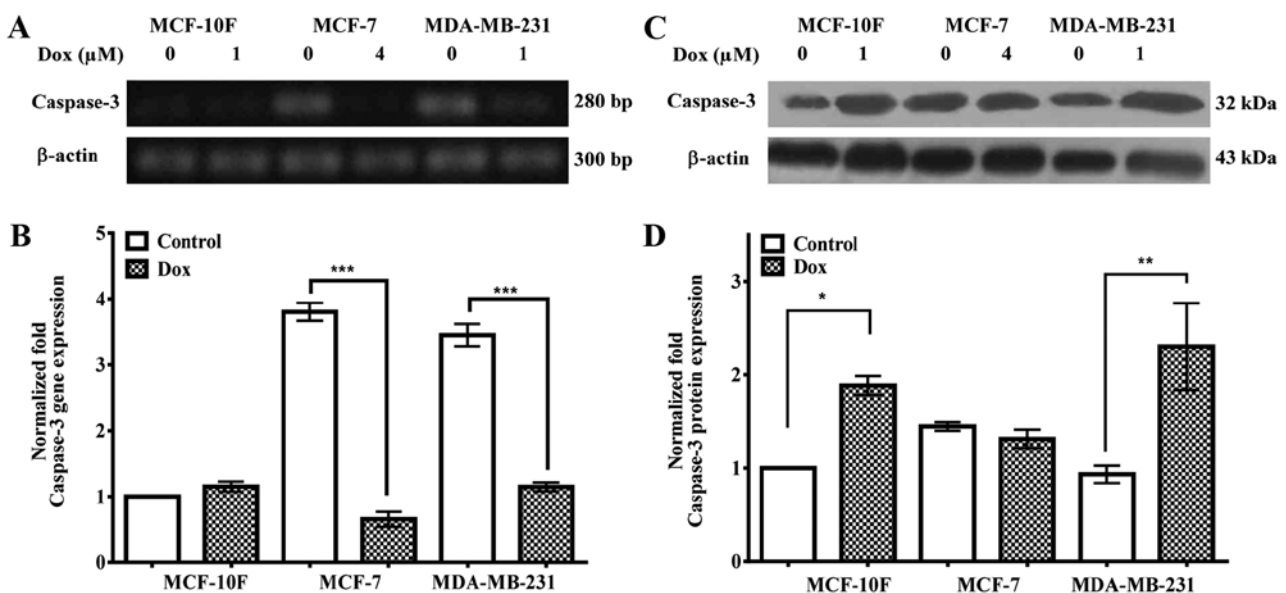 A
MCF-10F MCF-7 MDA-MB-231
Dox (µM) 0 1 0 4 0 1
Caspase-3 280 bp
β-actin 300 bp
B
Normalized fold
Caspase-3 gene expression
5
4
3
2
1
0
Control
Dox
***
***
MCF-10F MCF-7 MDA-MB-231
C
MCF-10F MCF-7 MDA-MB-231
Dox (µM) 0 1 0 4 0 1
Caspase-3 32 kDa
β-actin 43 kDa
D
Normalized fold
Caspase-3 protein expression
3
2
1
0
Control
Dox
*
**
MCF-10F MCF-7 MDA-MB-231